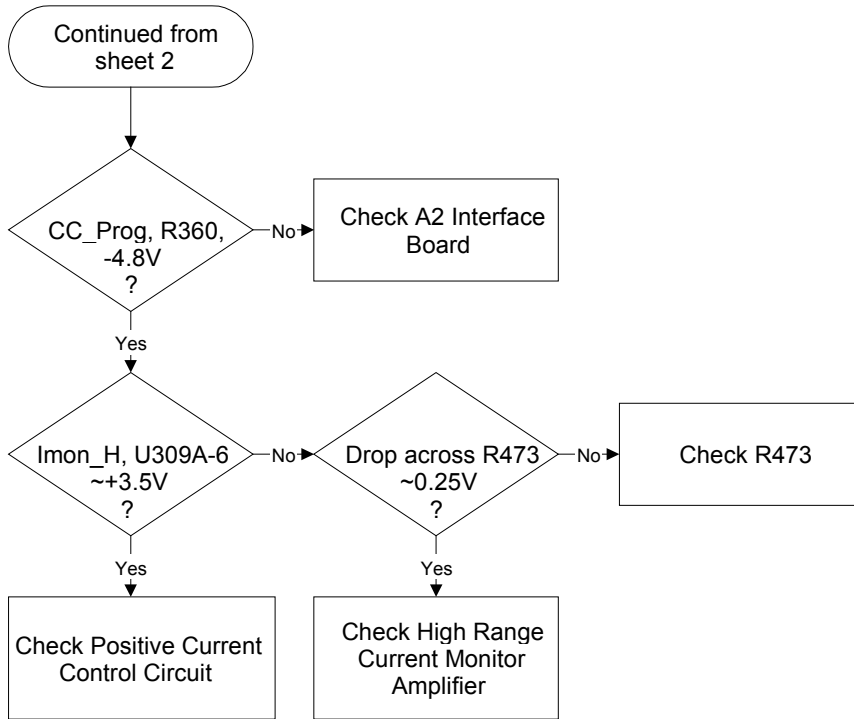 Continued from
sheet 2
CC_Prog, R360,
-4.8V
?
No
Check A2 Interface
Board
Yes
Imon_H, U309A-6
~+3.5V
?
No
Drop across R473
~0.25V
?
No
Check R473
Yes
Yes
Check Positive Current
Control Circuit
Check High Range
Current Monitor
Amplifier